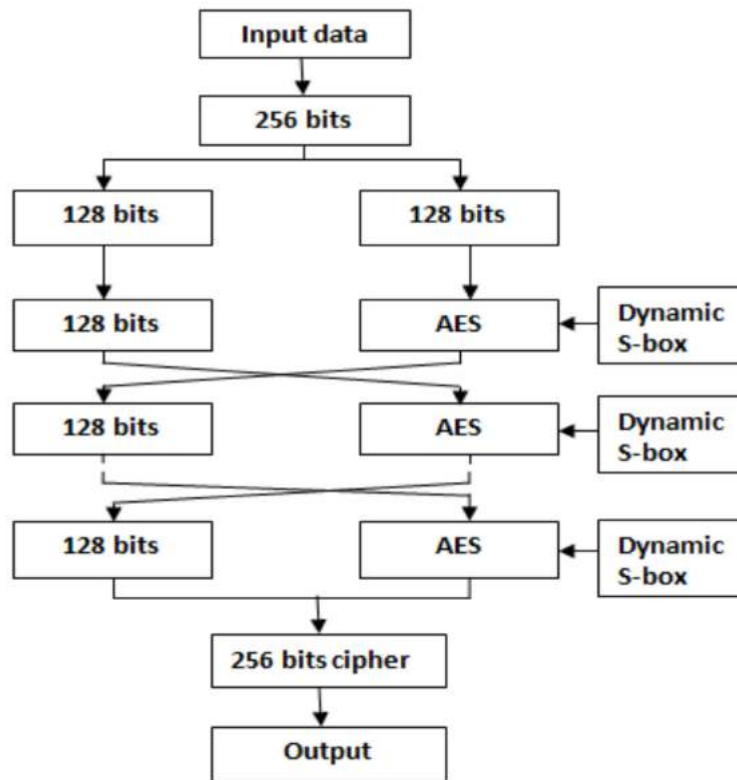 Input data
256 bits
128 bits
128 bits
128 bits
AES
Dynamic
S-box
128 bits
AES
Dynamic
S-box
128 bits
AES
Dynamic
S-box
256 bits cipher
Output